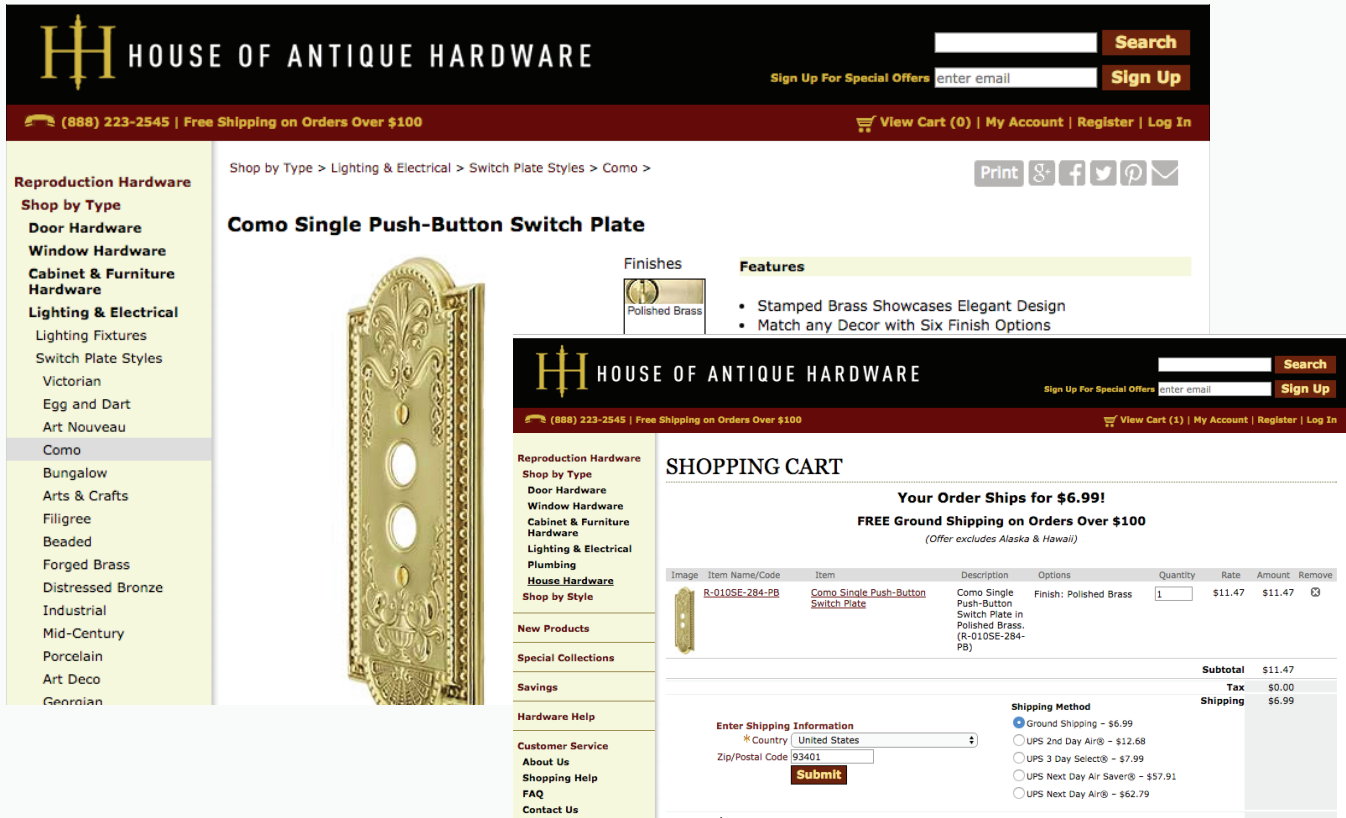 HOUSE OF ANTIQUE HARDWARE
Search
Sign Up For Special Offers enter email Sign Up
(888) 223-2545 | Free Shipping on Orders Over $100
View Cart (0) | My Account | Register | Log In
Reproduction Hardware
Shop by Type
Door Hardware
Window Hardware
Cabinet & Furniture
Hardware
Lighting & Electrical
Lighting Fixtures
Switch Plate Styles
Victorian
Egg and Dart
Art Nouveau
Como
Bungalow
Arts & Crafts
Filigree
Beaded
Forged Brass
Distressed Bronze
Industrial
Mid-Century
Porcelain
Art Deco
Georgian
Shop by Type > Lighting & Electrical > Switch Plate Styles > Como >
Print
Como Single Push-Button Switch Plate
Finishes
Polished Brass
Features
• Stamped Brass Showcases Elegant Design
• Match any Decor with Six Finish Options
HOUSE OF ANTIQUE HARDWARE
Search
Sign Up For Special Offers enter email Sign Up
(888) 223-2545 | Free Shipping on Orders Over $100
View Cart (1) | My Account | Register | Log In
Reproduction Hardware
Shop by Type
Door Hardware
Window Hardware
Cabinet & Furniture
Hardware
Lighting & Electrical
Plumbing
House Hardware
Shop by Style
New Products
Special Collections
Savings
Hardware Help
Customer Service
About Us
Shopping Help
FAQ
Contact Us
SHOPPING CART
Your Order Ships for $6.99!
FREE Ground Shipping on Orders Over $100
(Offer excludes Alaska & Hawaii)
Image Item Name/Code Item Description Options Quantity Rate Amount Remove
R-010SE-284-PB
Como Single Push-Button
Switch Plate
Como Single
Push-Button
Switch Plate in
Polished Brass.
(R-010SE-284-
PB)
Finish: Polished Brass
1
$11.47
$11.47
Subtotal $11.47
Tax $0.00
Shipping $6.99
Enter Shipping Information
*Country United States
Zip/Postal Code 93401
Submit
Shipping Method
Ground Shipping – $6.99
UPS 2nd Day Air® – $12.68
UPS 3 Day Select® – $7.99
UPS Next Day Air Saver® – $57.91
UPS Next Day Air® – $62.79